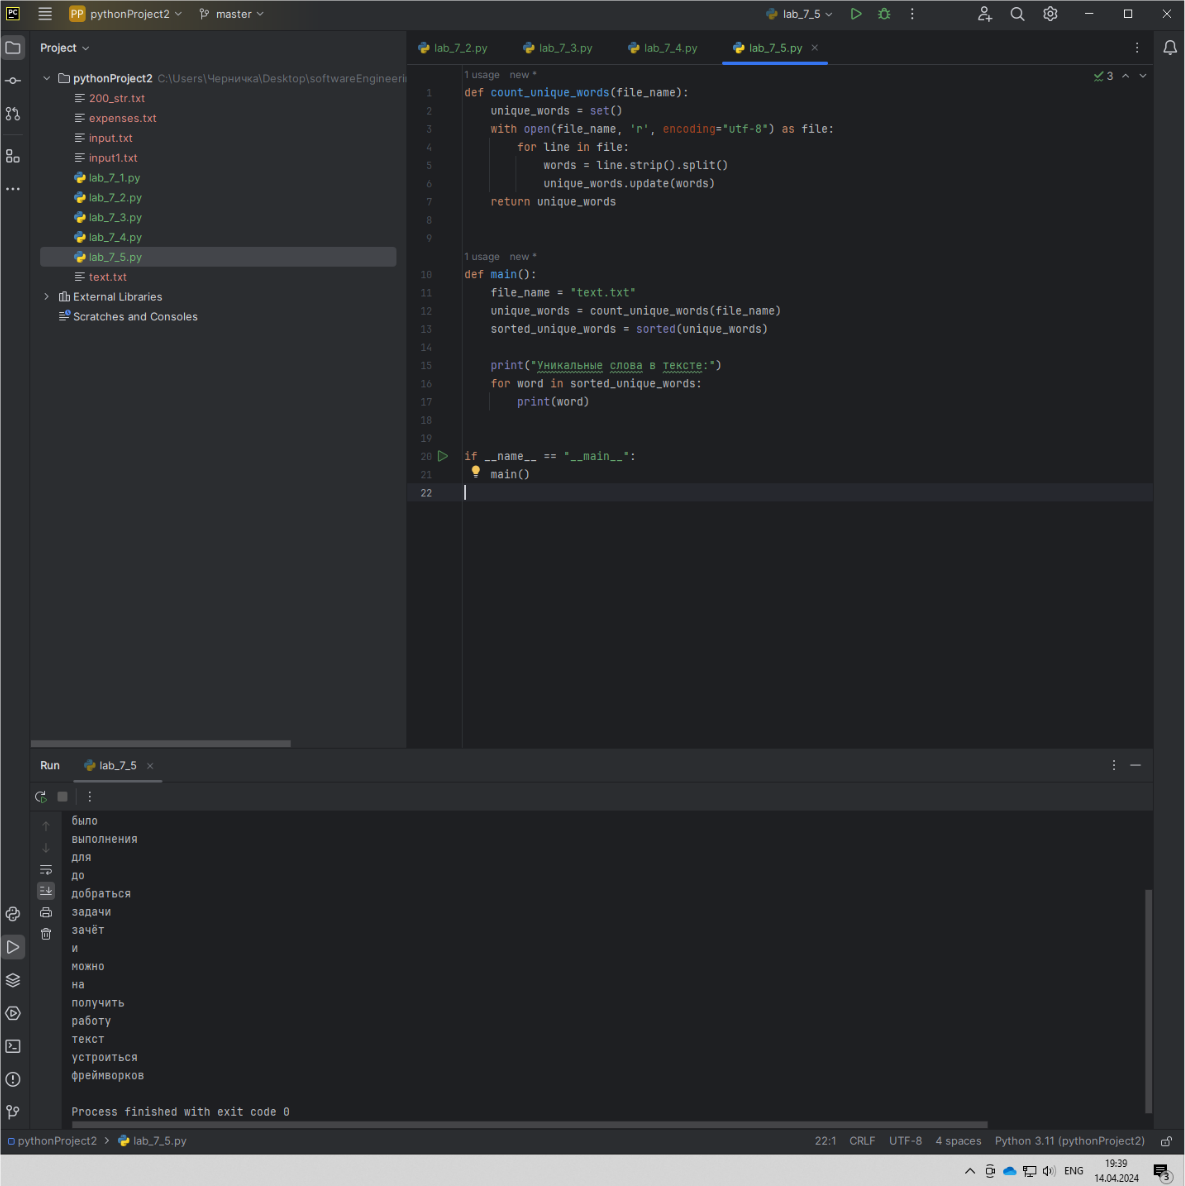 PC PP pythonProject2 master lab_7_5
Project
pythonProject2 C:\Users\Черничка\Desktop\softwareEngineerin
200_str.txt
expenses.txt
input.txt
input1.txt
lab_7_1.py
lab_7_2.py
lab_7_3.py
lab_7_4.py
lab_7_5.py
text.txt
External Libraries
Scratches and Consoles
lab_7_2.py lab_7_3.py lab_7_4.py lab_7_5.py
1 usage new *
3
1 def count_unique_words(file_name):
2 unique_words = set()
3 with open(file_name, 'r', encoding="utf-8") as file:
4 for line in file:
5 words = line.strip().split()
6 unique_words.update(words)
7 return unique_words
8
9
1 usage new *
10 def main():
11 file_name = "text.txt"
12 unique_words = count_unique_words(file_name)
13 sorted_unique_words = sorted(unique_words)
14
15 print("Уникальные слова в тексте:")
16 for word in sorted_unique_words:
17 print(word)
18
19
20 if __name__ == "__main__":
21 main()
22
Run lab_7_5
было
выполнения
для
до
добраться
задачи
зачёт
и
можно
на
получить
работу
текст
устроиться
фреймворков
Process finished with exit code 0
pythonProject2 > lab_7_5.py 22:1 CRLF UTF-8 4 spaces Python 3.11 (pythonProject2)
ENG 19:39
14.04.2024 3